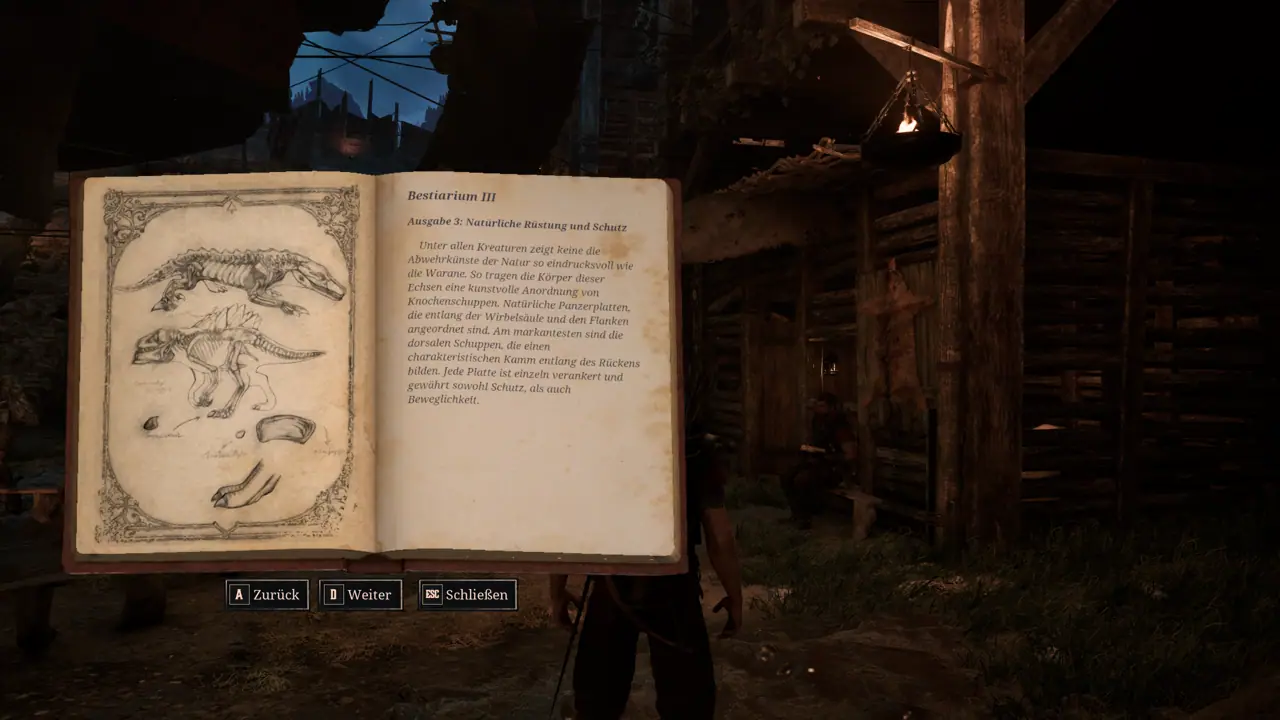 Bestiarium III
Ausgabe 3: Natürliche Rüstung und Schutz
Unter allen Kreaturen zeigt keine die
Abwehrkünste der Natur so eindrucksvoll wie
die Warane. So tragen die Körper dieser
Echsen eine kunstvolle Anordnung von
Knochenschuppen. Natürliche Panzerplatten,
die entlang der Wirbelsäule und den Flanken
angeordnet sind. Am markantesten sind die
dorsalen Schuppen, die einen
charakteristischen Kamm entlang des Rückens
bilden. Jede Platte ist einzeln verankert und
gewährt sowohl Schutz, als auch
Beweglichkeit.
A Zurück
D Weiter
ESC Schließen